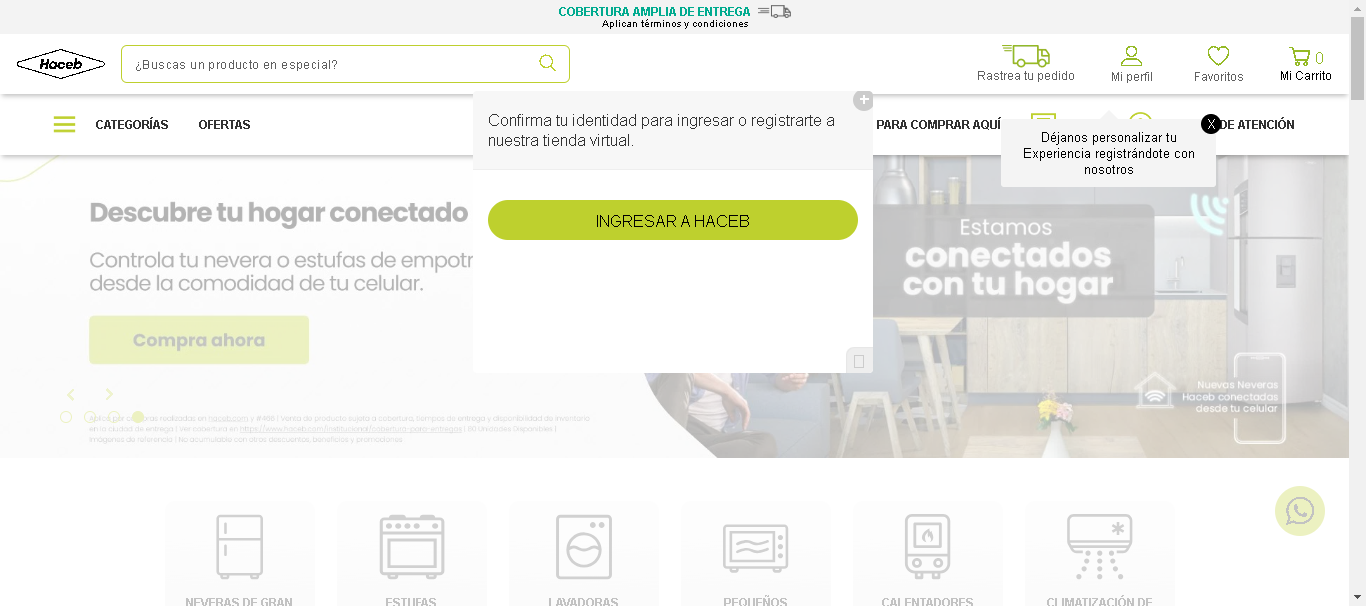 COBERTURA AMPLIA DE ENTREGA
Aplican términos y condiciones
Haceb
¿Buscas un producto en especial?
Rastrea tu pedido
Mi perfil
Favoritos
0
Mi Carrito
CATEGORÍAS
OFERTAS
PARA COMPRAR AQUÍ
DE ATENCIÓN
X
Déjanos personalizar tu
Experiencia registrándote con
nosotros
Confirma tu identidad para ingresar o registrarte a
nuestra tienda virtual.
INGRESAR A HACEB
Descubre tu hogar conectado
Controla tu nevera o estufas de empotr
desde la comodidad de tu celular.
Compra ahora
Estamos
conectados
con tu hogar
Nuevas Neveras
Haceb conectadas
desde tu celular
Aplica por compras realizadas en haceb.com y #466 | Venta de producto sujeta a cobertura, tiempos de entrega y disponibilidad de inventario
en la ciudad de entrega | Ver cobertura en https://www.haceb.com/institucional/cobertura-para-entregas | 60 Unidades Disponibles |
Imágenes de referencia | No acumulable con otros descuentos, beneficios y promociones.
NEVERAS DE GRAN
ESTUFAS
LAVADORAS
PEQUEÑOS
CALENTADORES
CLIMATIZACIÓN DE